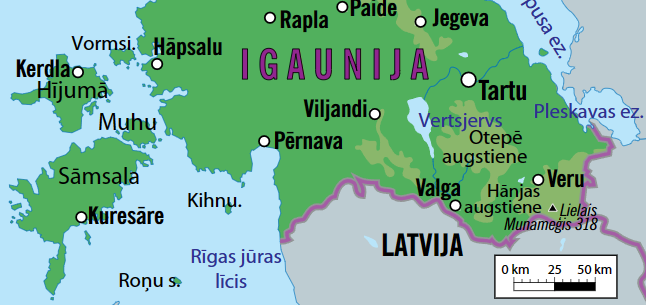 Paide
Rapla
Jegeva
pusa ez.
Vormsi.
Hāpsalu
IGAUNIJA
Kerdla
Hijumā
Tartu
Viljandi
Vertsjervs
Pleskavas ez.
Muhu
Otepē
augstiene
Pērnava
Sāmsala
Valga
Hānjas
augstiene
Veru
Kihnu.
Kuresāre
Lielais
Munameģis 318
LATVIJA
Rīgas jūras
līcis
Roņu s.
0 km 25 50 km